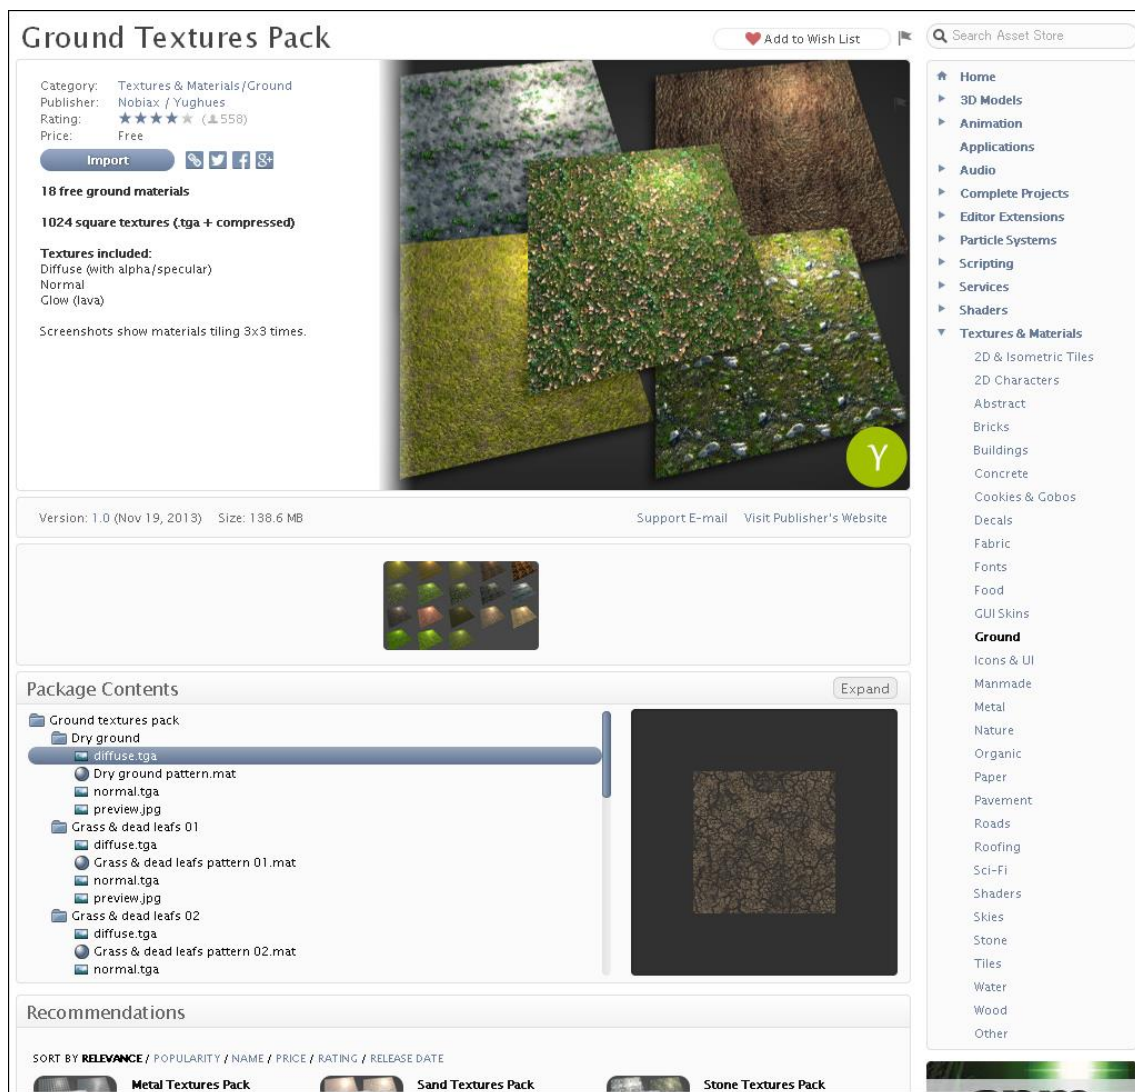 Ground Textures Pack
Add to Wish List
Category: Textures & Materials/Ground
Publisher: Nobiax / Yughues
Rating: ★★★★★ (558)
Price: Free
Import
18 free ground materials
1024 square textures (.tga + compressed)
Textures included:
Diffuse (with alpha/specular)
Normal
Glow (lava)
Screenshots show materials tiling 3x3 times.
Y
Version: 1.0 (Nov 19, 2013) Size: 138.6 MB
Support E-mail Visit Publisher's Website
Package Contents
Expand
Ground textures pack
Dry ground
diffuse.tga
Dry ground pattern.mat
normal.tga
preview.jpg
Grass & dead leafs 01
diffuse.tga
Grass & dead leafs pattern 01.mat
normal.tga
preview.jpg
Grass & dead leafs 02
diffuse.tga
Grass & dead leafs pattern 02.mat
normal.tga
Recommendations
SORT BY RELEVANCE / POPULARITY / NAME / PRICE / RATING / RELEASE DATE
Metal Textures Pack
Sand Textures Pack
Stone Textures Pack
Search Asset Store
Home
3D Models
Animation
Applications
Audio
Complete Projects
Editor Extensions
Particle Systems
Scripting
Services
Shaders
Textures & Materials
2D & Isometric Tiles
2D Characters
Abstract
Bricks
Buildings
Concrete
Cookies & Gobos
Decals
Fabric
Fonts
Food
GUI Skins
Ground
Icons & UI
Manmade
Metal
Nature
Organic
Paper
Pavement
Roads
Roofing
Sci-Fi
Shaders
Skies
Stone
Tiles
Water
Wood
Other